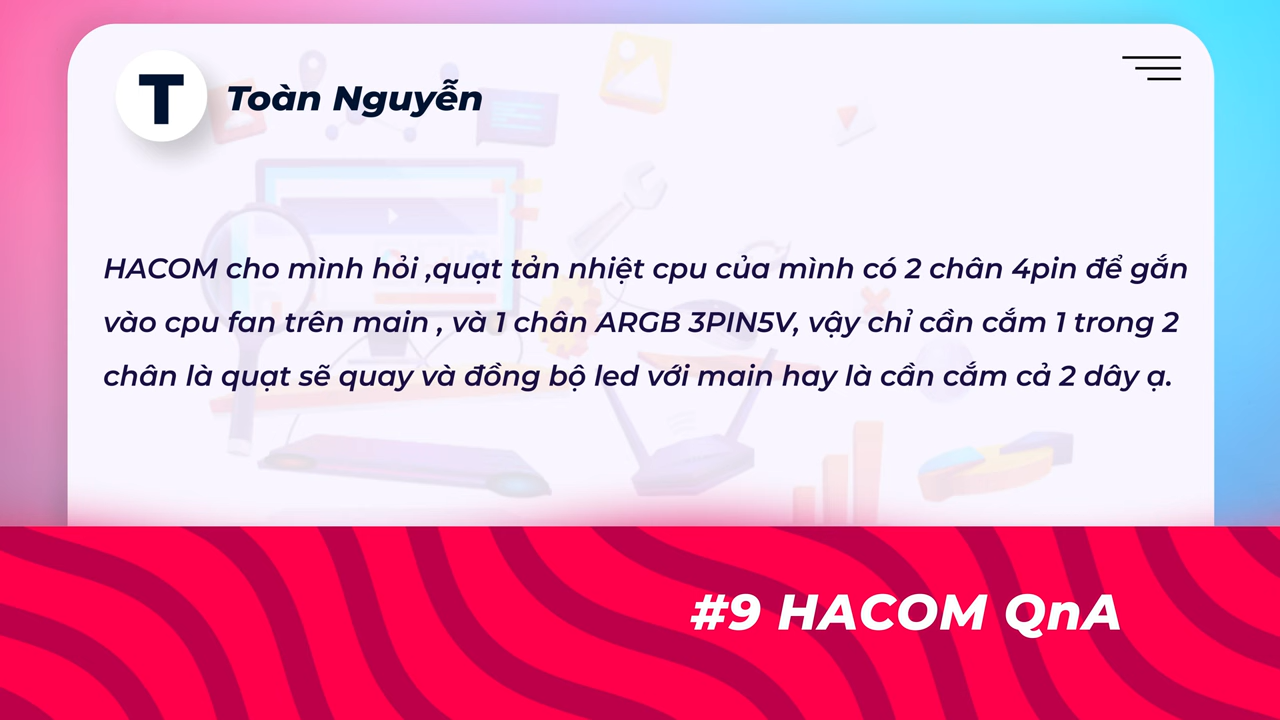 T
Toàn Nguyễn
HACOM cho mình hỏi ,quạt tản nhiệt cpu của mình có 2 chân 4pin để gắn
vào cpu fan trên main , và 1 chân ARGB 3PIN5V, vậy chỉ cần cắm 1 trong 2
chân là quạt sẽ quay và đồng bộ led với main hay là cần cắm cả 2 dây ạ.
#9 HACOM QnA